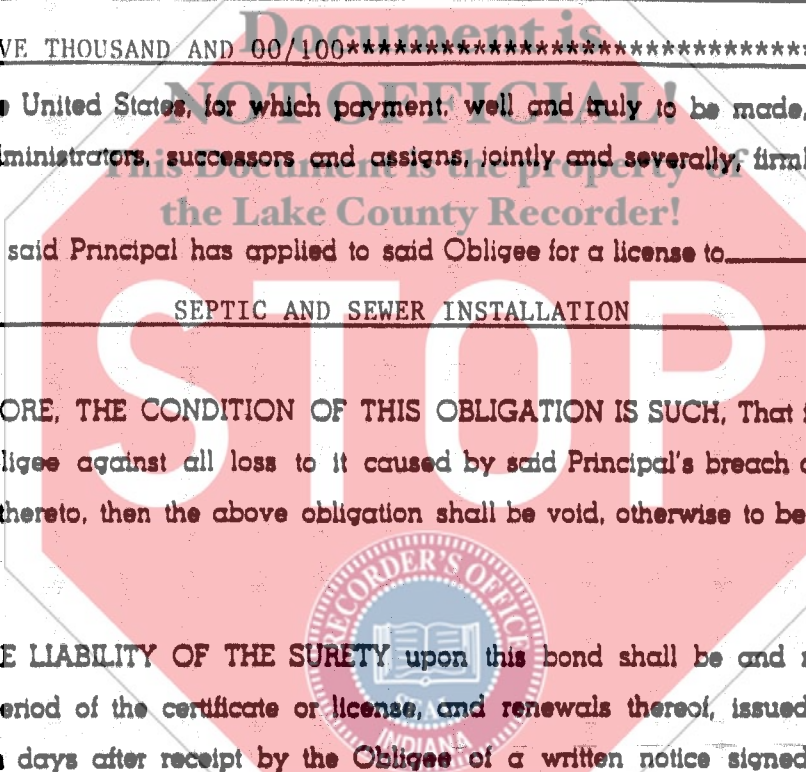 Document is
VE THOUSAND AND 00/100******************************
NOT OFFICIAL!
United States, for which payment, well and truly to be made,
ministrators, successors and assigns, jointly and severally, firml
This Document is the property of
the Lake County Recorder!
said Principal has applied to said Obligee for a license to
SEPTIC AND SEWER INSTALLATION
STOP
ORE, THE CONDITION OF THIS OBLIGATION IS SUCH, That
ligee against all loss to it caused by said Principal's breach
thereto, then the above obligation shall be void, otherwise to be
RECORDER'S OFFICE
E LIABILITY OF THE SURETY upon this bond shall be and
eriod of the certificate or license, and renewals thereof, issued
SEAL
INDIANA
days after receipt by the Obligee of a written notice signed